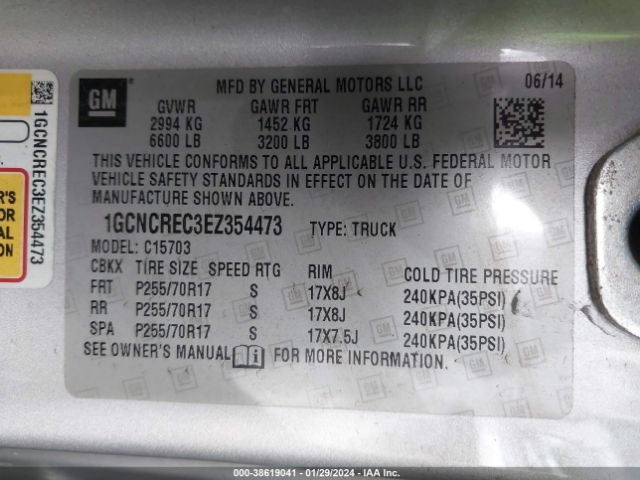 GM
MFD BY GENERAL MOTORS LLC 06/14
GVWR GAWR FRT GAWR RR
2994 KG 1452 KG 1724 KG
6600 LB 3200 LB 3800 LB
THIS VEHICLE CONFORMS TO ALL APPLICABLE U.S. FEDERAL MOTOR
VEHICLE SAFETY STANDARDS IN EFFECT ON THE DATE OF
MANUFACTURE SHOWN ABOVE.
1GCNCREC3EZ354473 TYPE: TRUCK
MODEL: C15703
CBKX TIRE SIZE SPEED RTG RIM COLD TIRE PRESSURE
FRT P255/70R17 S 17X8J 240KPA(35PSI)
RR P255/70R17 S 17X8J 240KPA(35PSI)
SPA P255/70R17 S 17X7.5J 240KPA(35PSI)
SEE OWNER'S MANUAL FOR MORE INFORMATION.
1GCNCREC3EZ354473
000-38619041 - 01/29/2024 - IAA Inc.